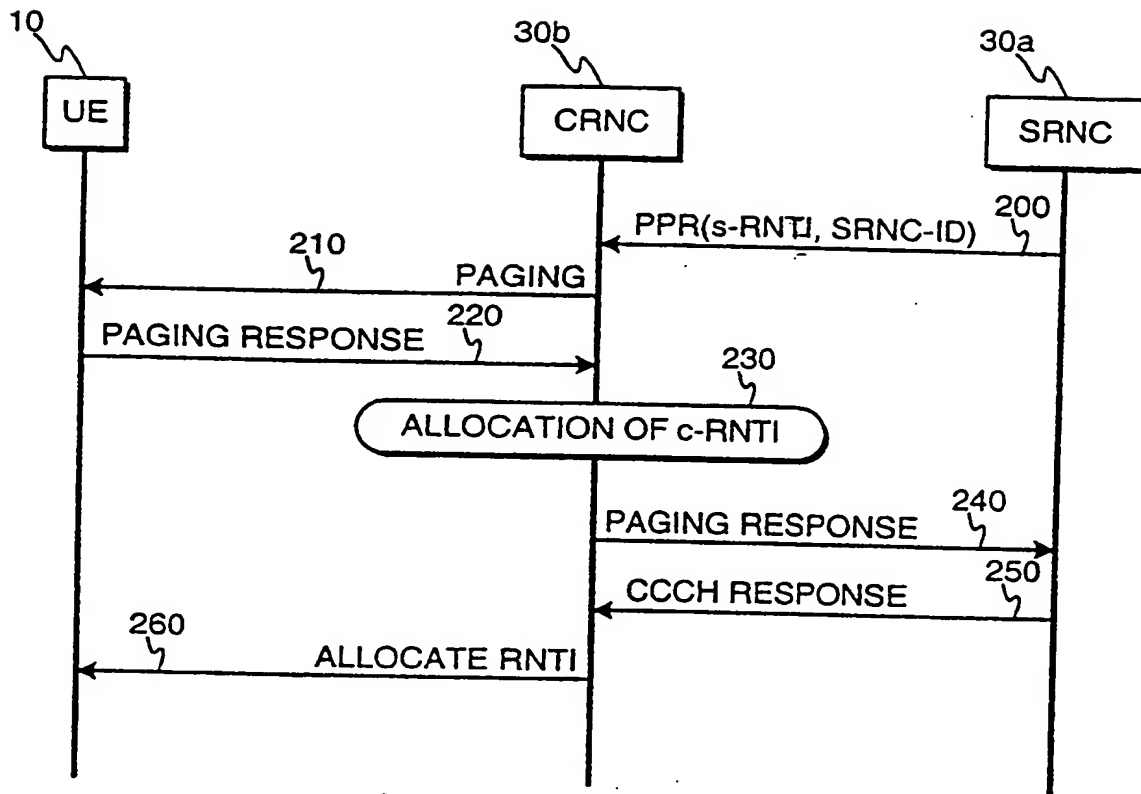 10
30b
30a
UE
CRNC
SRNC
200
PPR(s-RNTI, SRNC-ID)
210
PAGING
PAGING RESPONSE
220
230
ALLOCATION OF c-RNTI
PAGING RESPONSE
240
CCCH RESPONSE
250
260
ALLOCATE RNTI